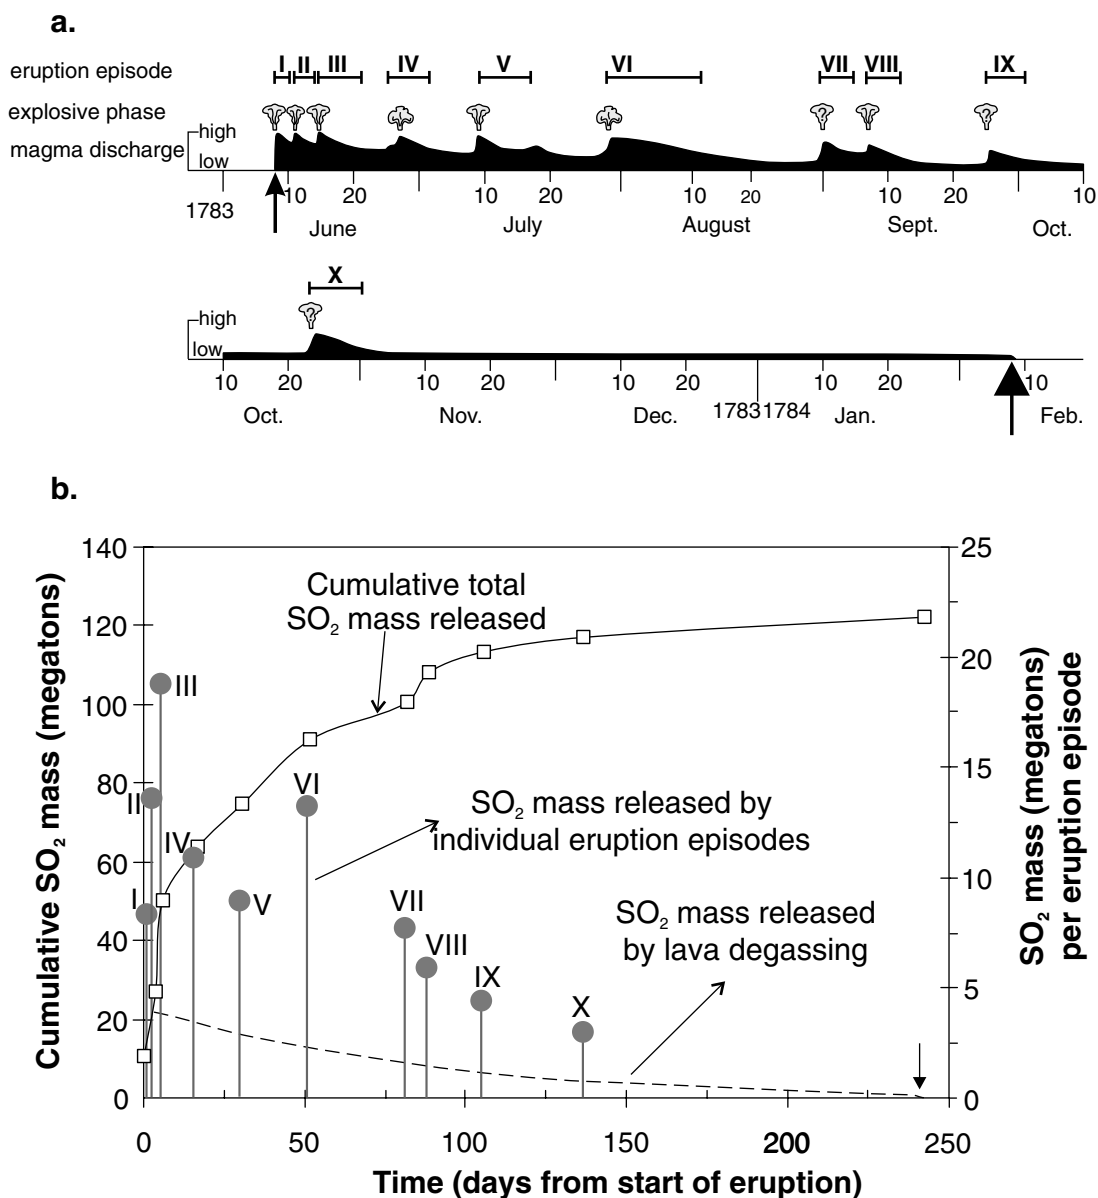 a.
I II III IV V VI VII VIII IX
eruption episode
explosive phase
? ? ?
magma discharge
high
low
10 20 10 20 10 20 10 20 10
1783
June July August Sept. Oct.
X
?
high
low
10 20 10 20 10 20 10 20 10
Oct. Nov. Dec. 1783 1784 Jan. Feb.
b.
140 25
Cumulative total
SO2 mass released
120
20
III
100
80
15
VI
II
SO2 mass released by
individual eruption episodes
IV
60
10
I V VII
SO2 mass released
by lava degassing
40
VIII
IX
5
20
X
0 0
0 50 100 150 200 250
Time (days from start of eruption)
Cumulative SO2 mass (megatons)
SO2 mass (megatons)
per eruption episode